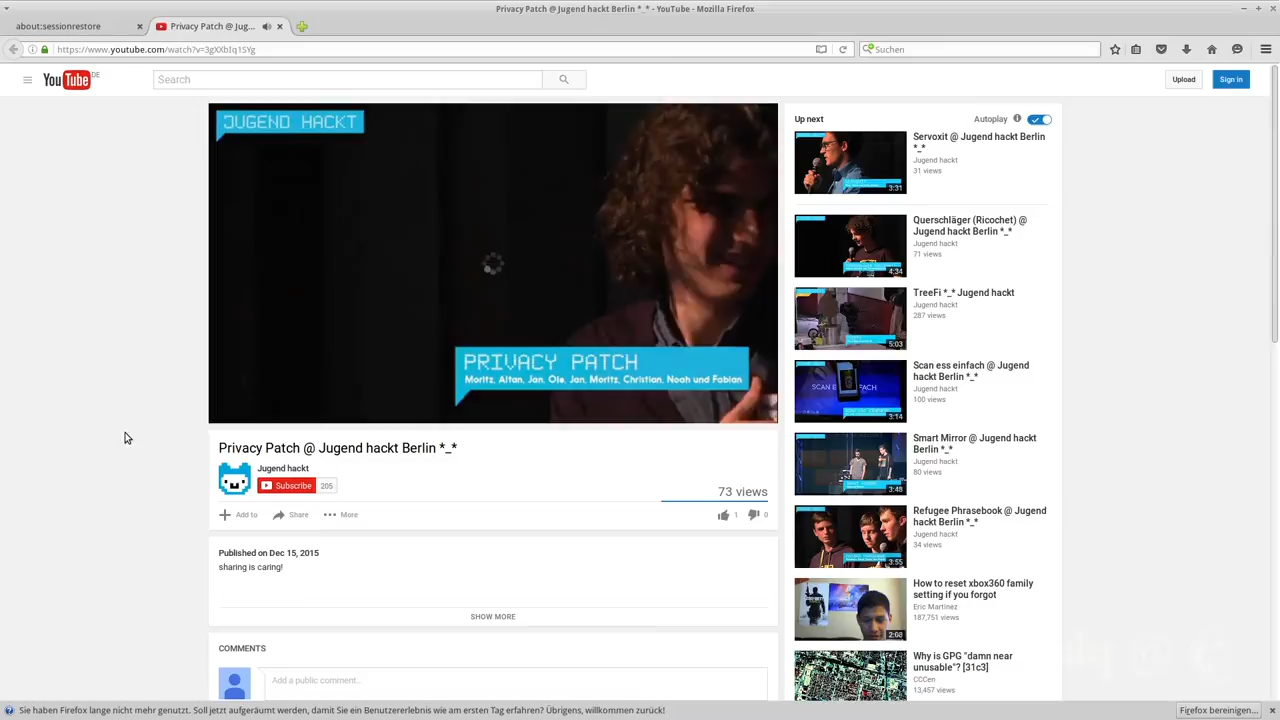 Privacy Patch @ Jugend hackt Berlin *_* - YouTube - Mozilla Firefox
about:sessionrestore
Privacy Patch @ Jug...
https://www.youtube.com/watch?v=3gXXbIq1SYg
Suchen
YouTube DE
Search
Upload
Sign in
JUGEND HACKT
PRIVACY PATCH
Moritz, Altan, Jan, Ole, Jan, Moritz, Christian, Noah und Fabian
Privacy Patch @ Jugend hackt Berlin *_*
Jugend hackt
Subscribe 205
73 views
Add to Share More 1 0
Published on Dec 15, 2015
sharing is caring!
SHOW MORE
COMMENTS
Add a public comment...
Up next
Autoplay
Servoxit @ Jugend hackt Berlin
*_*
Jugend hackt
31 views
3:31
Querschläger (Ricochet) @
Jugend hackt Berlin *_*
Jugend hackt
71 views
4:34
TreeFi *_* Jugend hackt
Jugend hackt
287 views
5:03
Scan ess einfach @ Jugend
hackt Berlin *_*
Jugend hackt
100 views
3:14
Smart Mirror @ Jugend hackt
Berlin *_*
Jugend hackt
80 views
3:48
Refugee Phrasebook @ Jugend
hackt Berlin *_*
Jugend hackt
34 views
3:55
How to reset xbox360 family
setting if you forgot
Eric Martinez
187,751 views
2:08
Why is GPG "damn near
unusable"? [31c3]
CCCen
13,457 views
Sie haben Firefox lange nicht mehr genutzt. Soll jetzt aufgeräumt werden, damit Sie ein Benutzererlebnis wie am ersten Tag erfahren? Übrigens, willkommen zurück!
Firefox bereinigen...